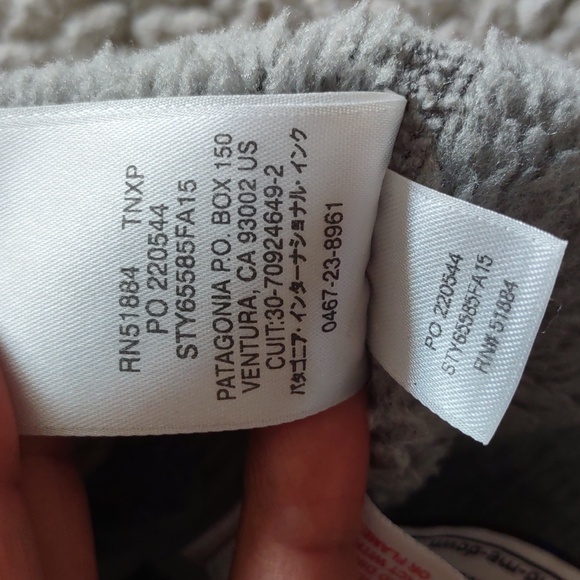 RN51884 TNXP
PO 220544
STY65585FA15
PATAGONIA P.O. BOX 150
VENTURA, CA 93002 US
CUIT:30-70924649-2
パタゴニア・インターナショナル・インク
0467-23-8961
PO 220544
STY65585FA15
RN# 51884
-me-down